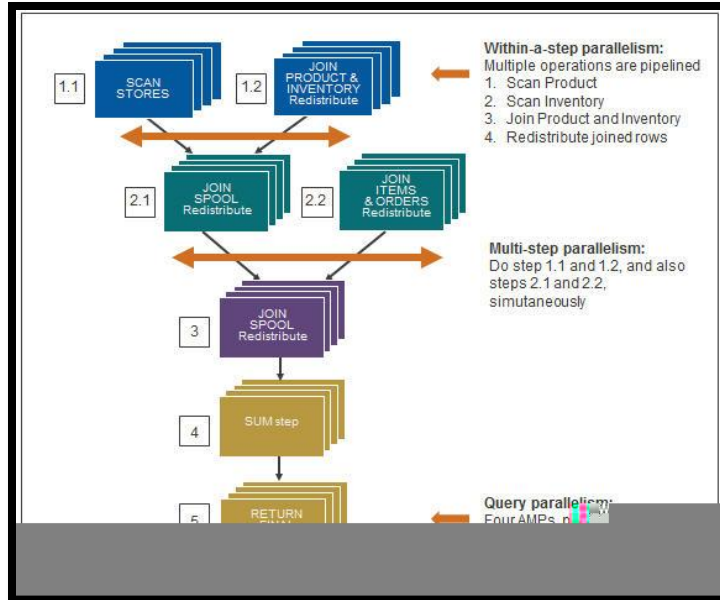 1.1
SCAN
STORES
1.2
JOIN
PRODUCT &
INVENTORY
Redistribute
Within-a-step parallelism:
Multiple operations are pipelined
1. Scan Product
2. Scan Inventory
3. Join Product and Inventory
4. Redistribute joined rows
2.1
JOIN
SPOOL
Redistribute
2.2
JOIN
ITEMS
& ORDERS
Redistribute
Multi-step parallelism:
Do step 1.1 and 1.2, and also
steps 2.1 and 2.2,
simutaneously
3
JOIN
SPOOL
Redistribute
4
SUM step
5
RETURN
FINAL
Query parallelism:
Four AMPs,